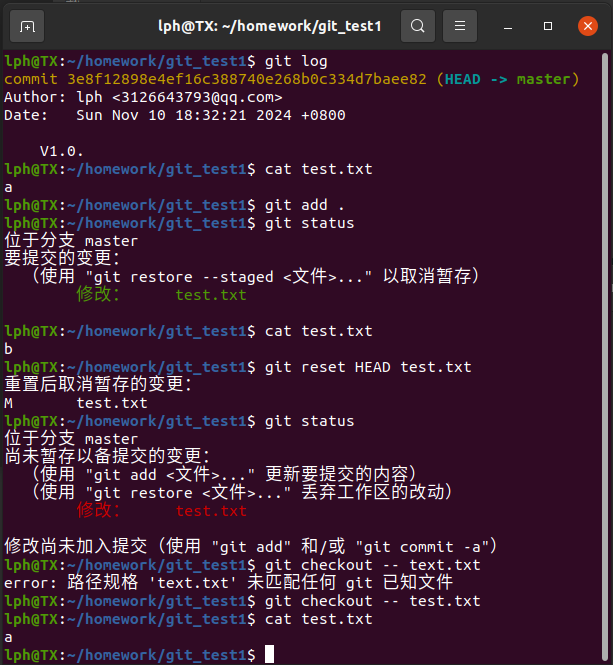 lph@TX: ~/homework/git_test1
lph@TX:~/homework/git_test1$ git log
commit 3e8f12898e4ef16c388740e268b0c334d7baee82 (HEAD -> master)
Author: lph <3126643793@qq.com>
Date:   Sun Nov 10 18:32:21 2024 +0800
V1.0.
lph@TX:~/homework/git_test1$ cat test.txt
a
lph@TX:~/homework/git_test1$ git add .
lph@TX:~/homework/git_test1$ git status
位于分支 master
要提交的变更：
（使用 "git restore --staged <文件>..." 以取消暂存）
修改：     test.txt
lph@TX:~/homework/git_test1$ cat test.txt
b
lph@TX:~/homework/git_test1$ git reset HEAD test.txt
重置后取消暂存的变更：
M       test.txt
lph@TX:~/homework/git_test1$ git status
位于分支 master
尚未暂存以备提交的变更：
（使用 "git add <文件>..." 更新要提交的内容）
（使用 "git restore <文件>..." 丢弃工作区的改动）
修改：     test.txt
修改尚未加入提交（使用 "git add" 和/或 "git commit -a"）
lph@TX:~/homework/git_test1$ git checkout -- text.txt
error: 路径规格 'text.txt' 未匹配任何 git 已知文件
lph@TX:~/homework/git_test1$ git checkout -- test.txt
lph@TX:~/homework/git_test1$ cat test.txt
a
lph@TX:~/homework/git_test1$